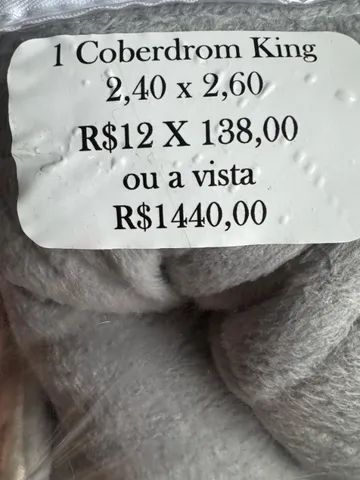 1 Coberdrom King
2,40 x 2,60
R$12 X 138,00
ou a vista
R$1440,00